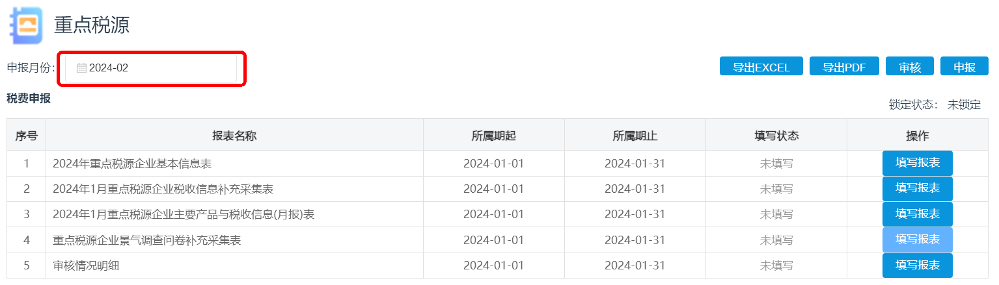 重点税源
申报月份： 2024-02 导出EXCEL 导出PDF 审核 申报
税费申报
锁定状态： 未锁定
序号 报表名称 所属期起 所属期止 填写状态 操作
1 2024年重点税源企业基本信息表 2024-01-01 2024-01-31 未填写 填写报表
2 2024年1月重点税源企业税收信息补充采集表 2024-01-01 2024-01-31 未填写 填写报表
3 2024年1月重点税源企业主要产品与税收信息(月报)表 2024-01-01 2024-01-31 未填写 填写报表
4 重点税源企业景气调查问卷补充采集表 2024-01-01 2024-01-31 未填写 填写报表
5 审核情况明细 2024-01-01 2024-01-31 未填写 填写报表